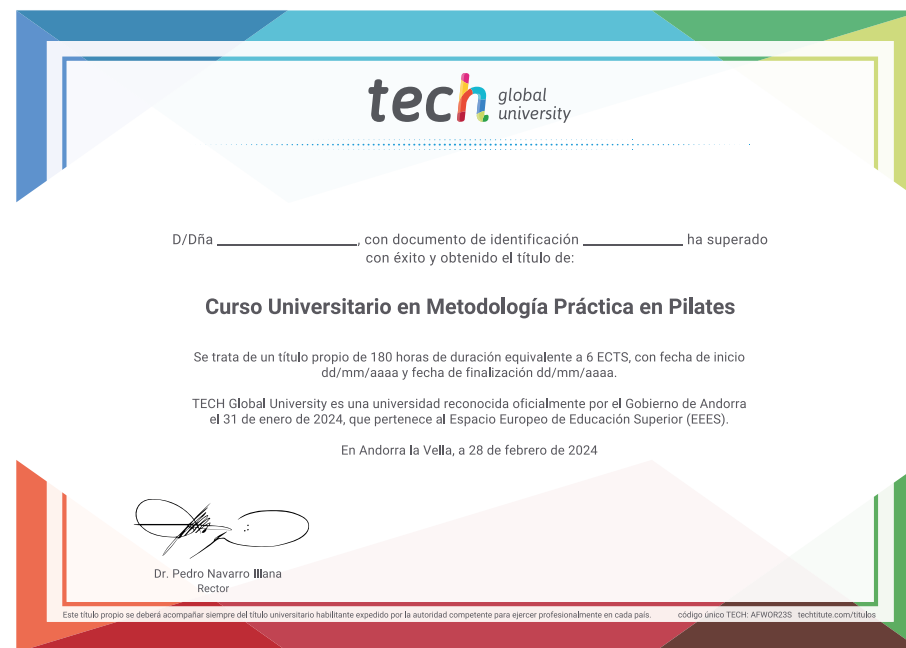 tech global university
D/Dña ____________________, con documento de identificación ______________ ha superado
con éxito y obtenido el título de:
Curso Universitario en Metodología Práctica en Pilates
Se trata de un título propio de 180 horas de duración equivalente a 6 ECTS, con fecha de inicio
dd/mm/aaaa y fecha de finalización dd/mm/aaaa.
TECH Global University es una universidad reconocida oficialmente por el Gobierno de Andorra
el 31 de enero de 2024, que pertenece al Espacio Europeo de Educación Superior (EEES).
En Andorra la Vella, a 28 de febrero de 2024
Dr. Pedro Navarro Illana
Rector
Este título propio se deberá acompañar siempre del título universitario habilitante expedido por la autoridad competente para ejercer profesionalmente en cada país. código único TECH: AFWOR23S techtitute.com/titulos